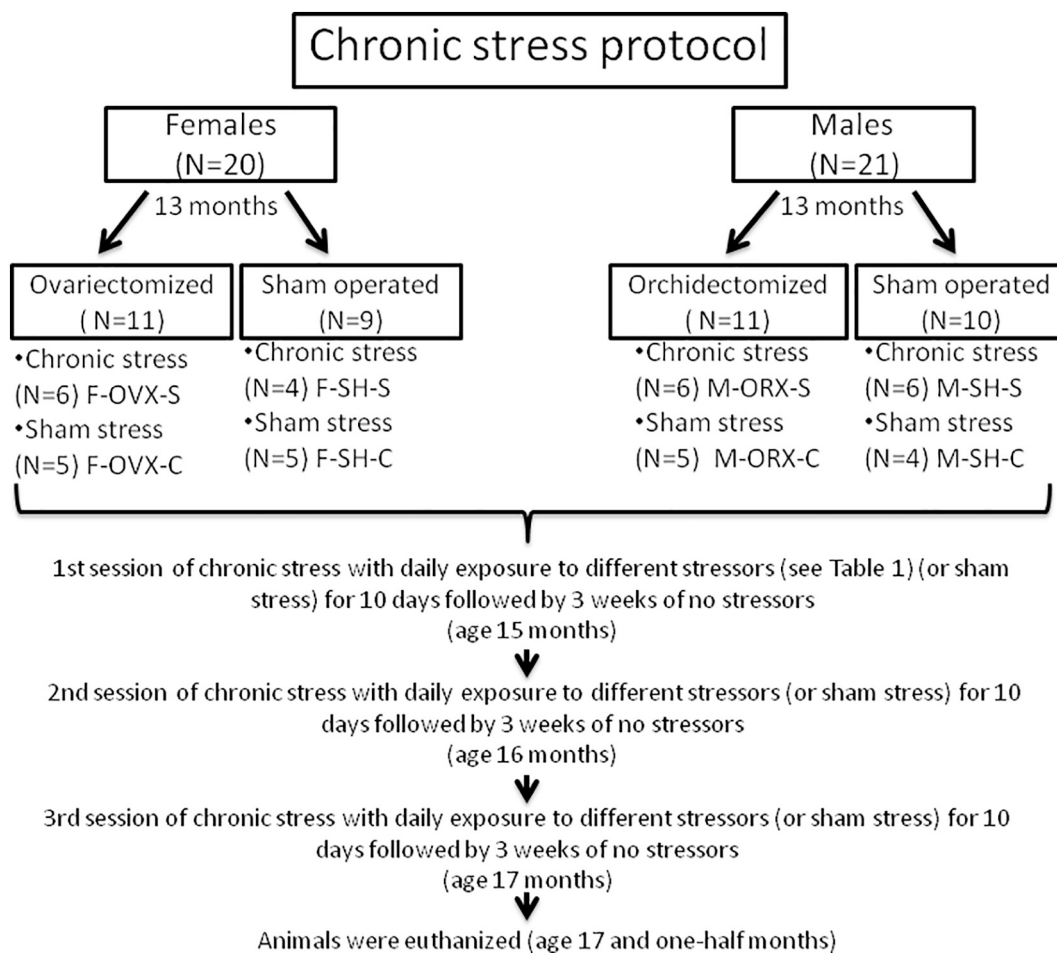 Chronic stress protocol
Females
(N=20)
Males
(N=21)
13 months
13 months
Ovariectomized
( N=11)
Sham operated
(N=9)
Orchidectomized
(N=11)
Sham operated
(N=10)
•Chronic stress
(N=6) F-OVX-S
•Sham stress
(N=5) F-OVX-C
•Chronic stress
(N=4) F-SH-S
•Sham stress
(N=5) F-SH-C
•Chronic stress
(N=6) M-ORX-S
•Sham stress
(N=5) M-ORX-C
•Chronic stress
(N=6) M-SH-S
•Sham stress
(N=4) M-SH-C
1st session of chronic stress with daily exposure to different stressors (see Table 1) (or sham
stress) for 10 days followed by 3 weeks of no stressors
(age 15 months)
2nd session of chronic stress with daily exposure to different stressors (or sham stress) for 10
days followed by 3 weeks of no stressors
(age 16 months)
3rd session of chronic stress with daily exposure to different stressors (or sham stress) for 10
days followed by 3 weeks of no stressors
(age 17 months)
Animals were euthanized (age 17 and one-half months)